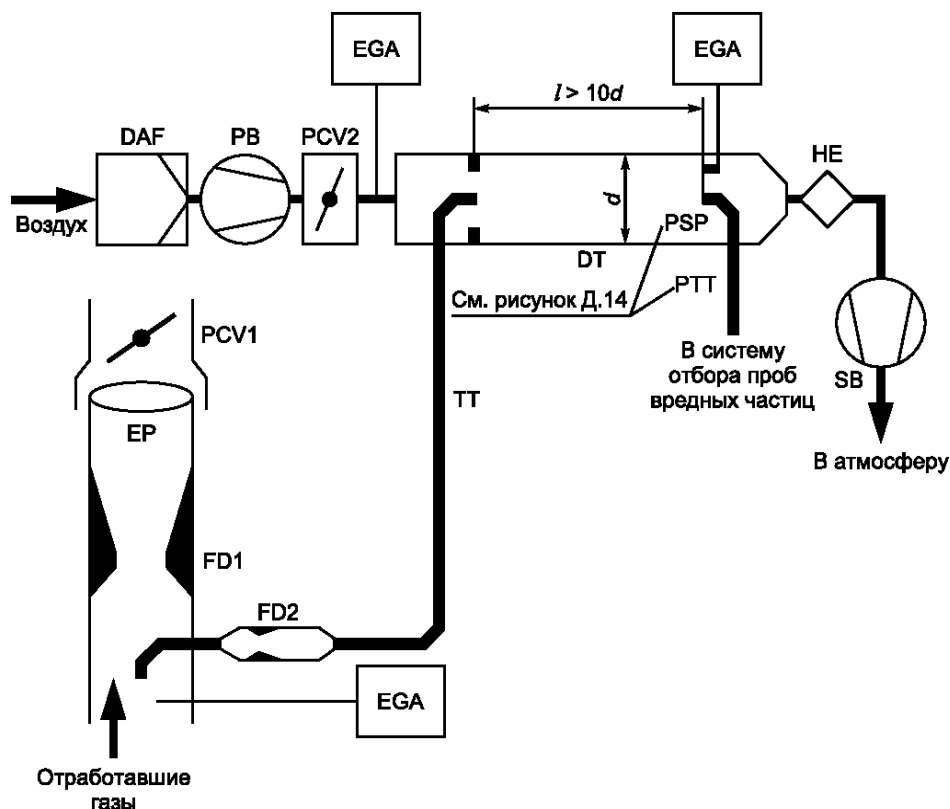 EGA
EGA
l > 10d
DAF
PB
PCV2
HE
Воздух
d
PSP
DT
См. рисунок Д.14
PTT
PCV1
В систему
отбора проб
вредных частиц
SB
TT
EP
В атмосферу
FD1
FD2
EGA
Отработавшие
газы